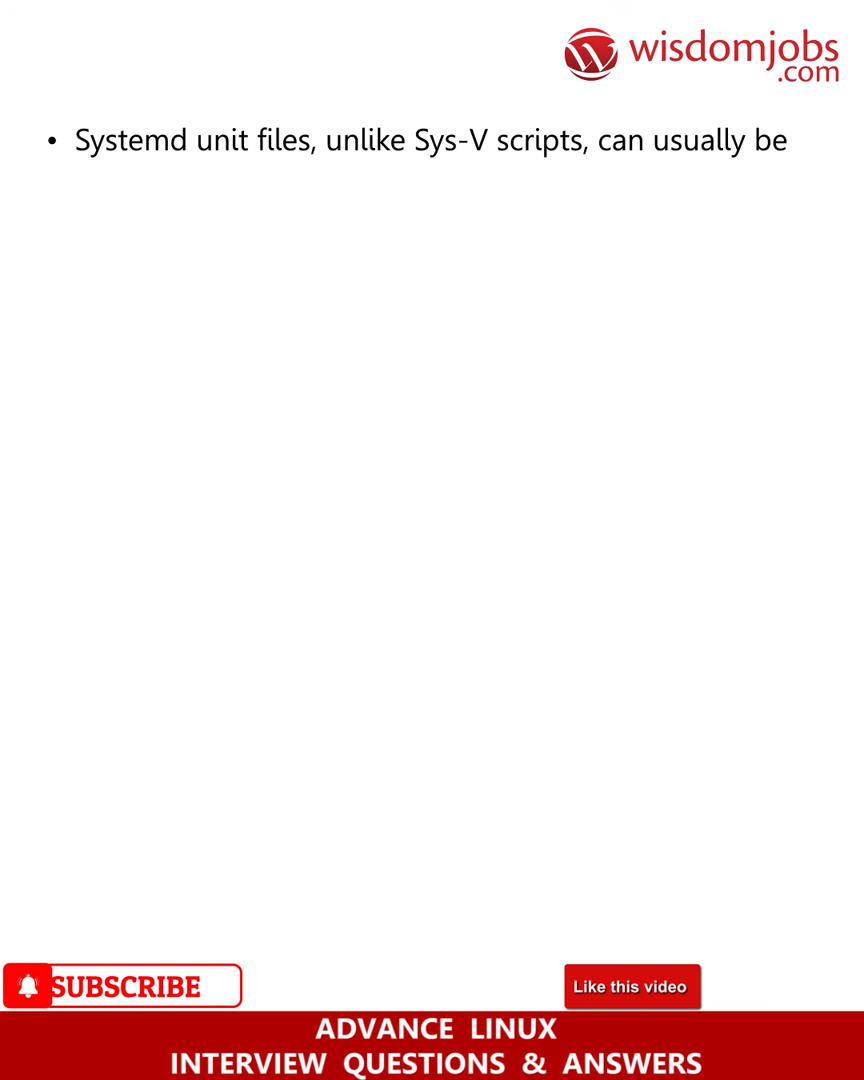 wisdomjobs
.com
• Systemd unit files, unlike Sys-V scripts, can usually be
SUBSCRIBE
Like this video
ADVANCE LINUX
INTERVIEW QUESTIONS & ANSWERS